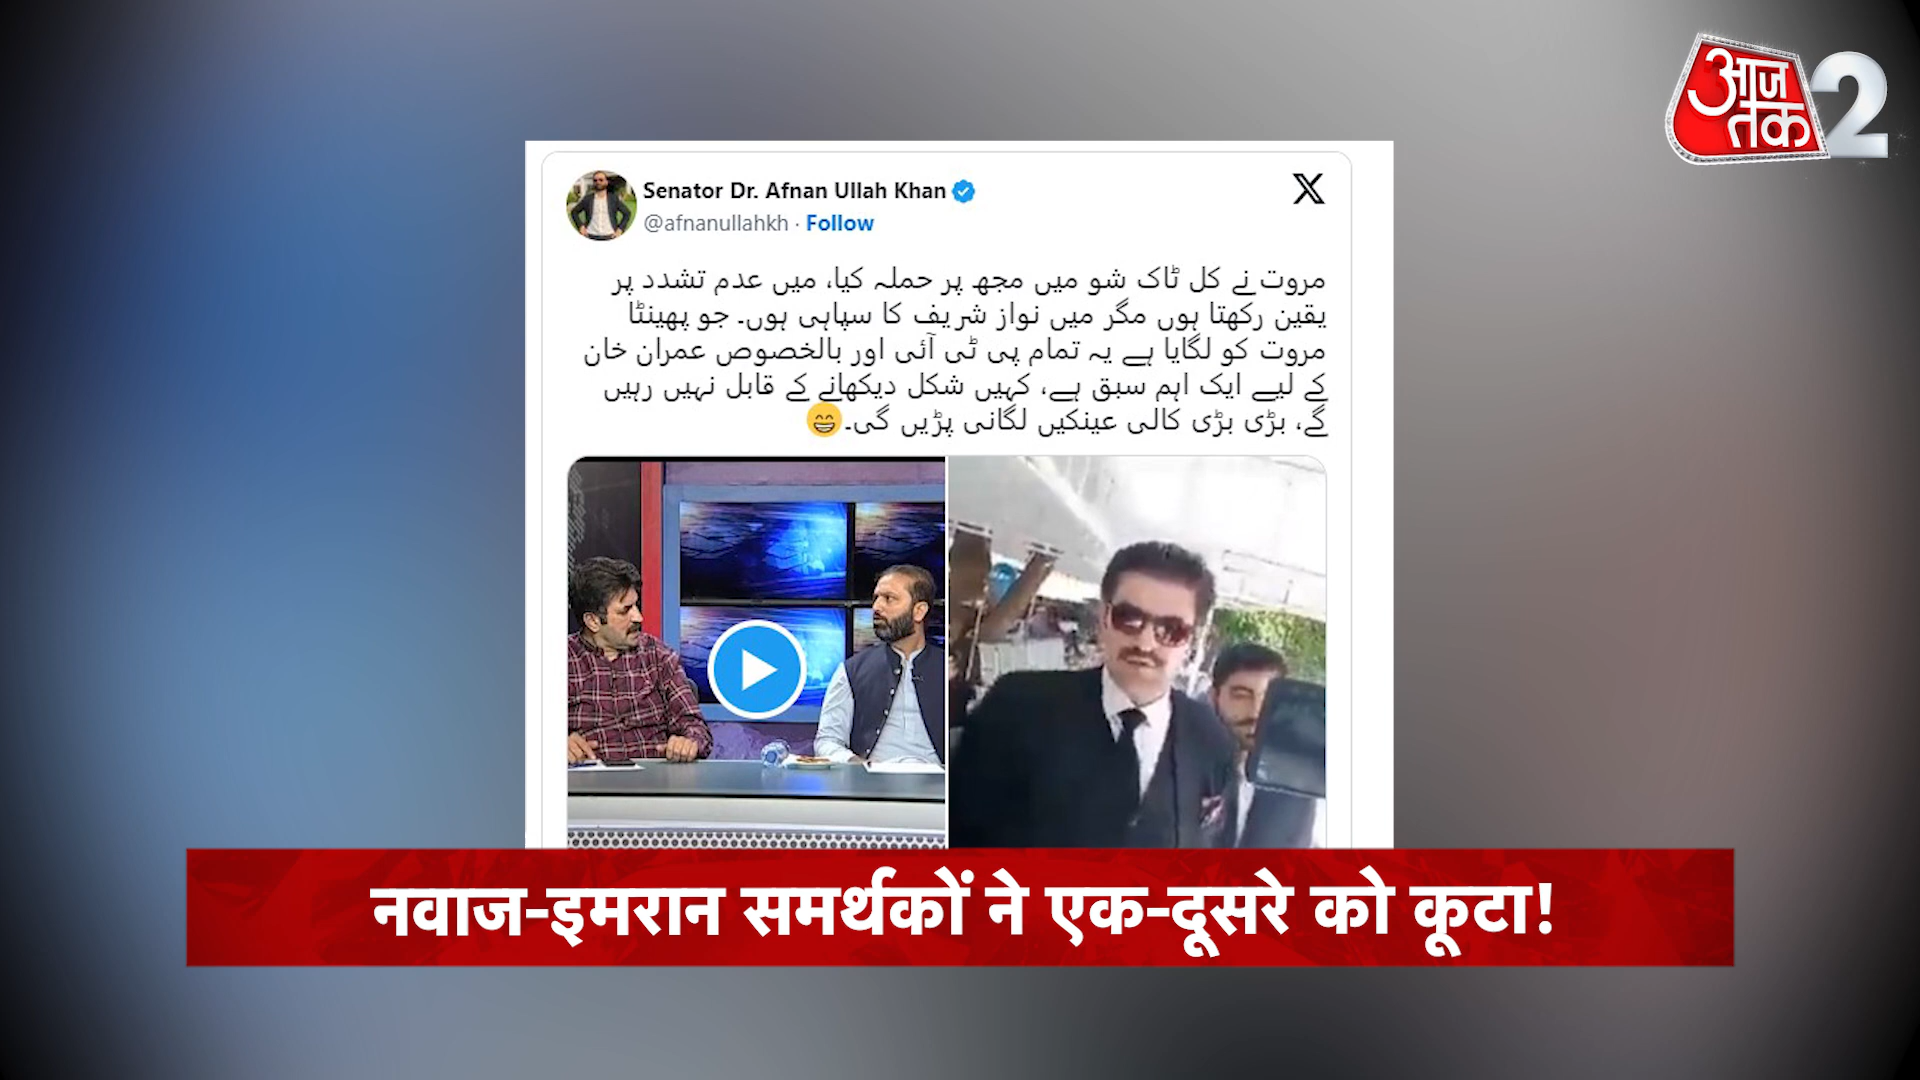 आज
तक 2
Senator Dr. Afnan Ullah Khan
@afnanullahkh · Follow
X
مروت نے کل ٹاک شو میں مجھ پر حملہ کیا، میں عدم تشدد پر
یقین رکھتا ہوں مگر میں نواز شریف کا سپاہی ہوں۔ جو پھینٹا
مروت کو لگایا ہے یہ تمام پی ٹی آئی اور بالخصوص عمران خان
کے لیے ایک اہم سبق ہے، کہیں شکل دیکھانے کے قابل نہیں رہیں
گے، بڑی بڑی کالی عینکیں لگانی پڑیں گی۔😁
नवाज-इमरान समर्थकों ने एक-दूसरे को कूटा!